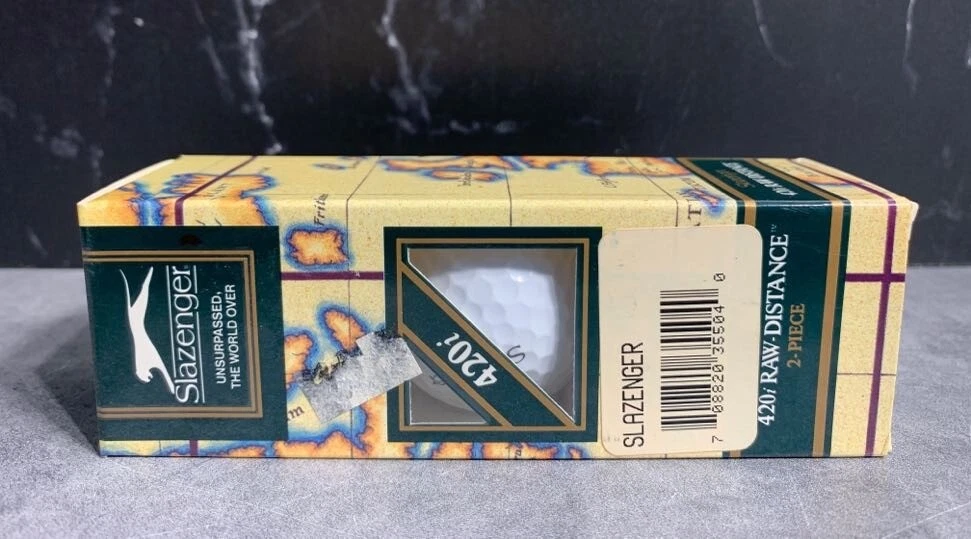 Slazenger
UNSURPASSED,
THE WORLD OVER
420i
S
SLAZENGER
7 08820 35504 0
420i RAW-DISTANCE™
2-PIECE